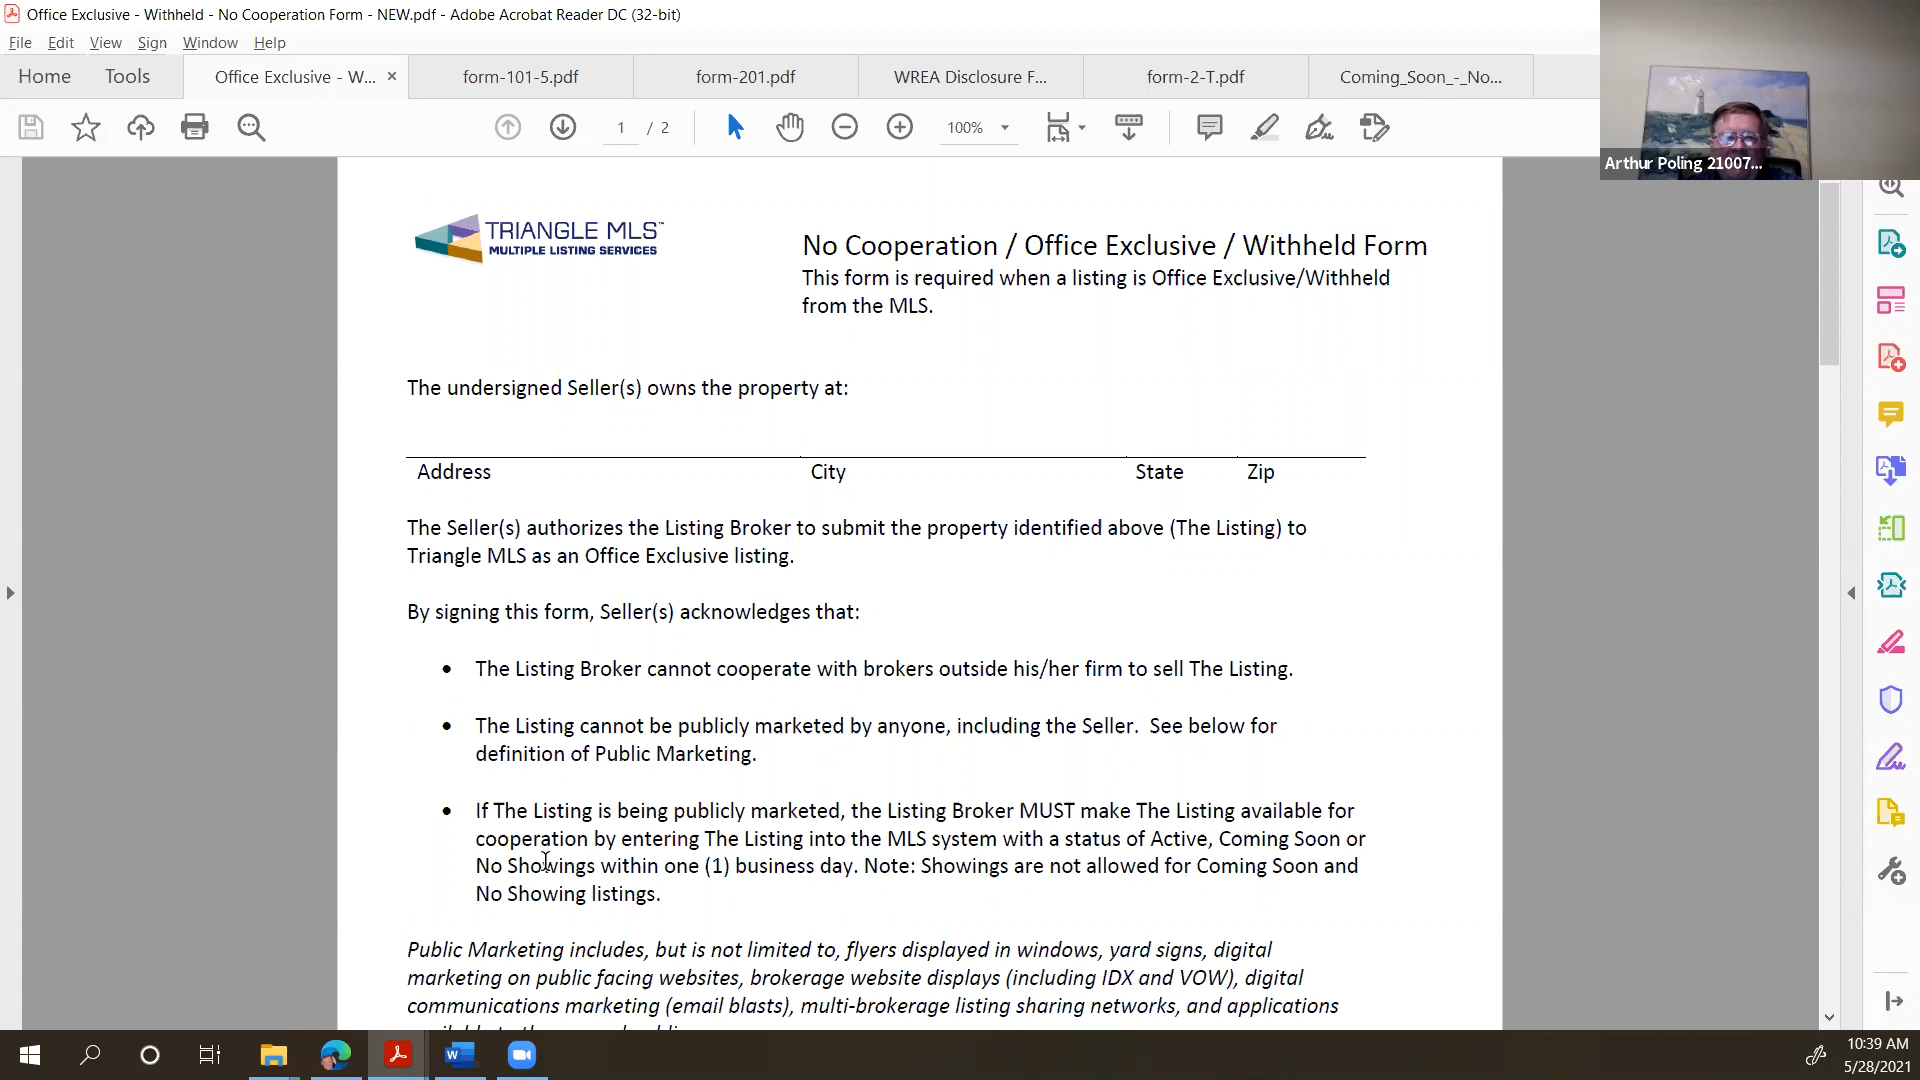 Office Exclusive - Withheld - No Cooperation Form - NEW.pdf - Adobe Acrobat Reader DC (32-bit)
File Edit View Sign Window Help
Home Tools Office Exclusive - W... × form-101-5.pdf form-201.pdf WREA Disclosure F... form-2-T.pdf Coming_Soon_-_No...
1 / 2 100%
Arthur Poling 21007...
TRIANGLE MLS™
MULTIPLE LISTING SERVICES
No Cooperation / Office Exclusive / Withheld Form
This form is required when a listing is Office Exclusive/Withheld
from the MLS.
The undersigned Seller(s) owns the property at:
Address City State Zip
The Seller(s) authorizes the Listing Broker to submit the property identified above (The Listing) to
Triangle MLS as an Office Exclusive listing.
By signing this form, Seller(s) acknowledges that:
• The Listing Broker cannot cooperate with brokers outside his/her firm to sell The Listing.
• The Listing cannot be publicly marketed by anyone, including the Seller. See below for
definition of Public Marketing.
• If The Listing is being publicly marketed, the Listing Broker MUST make The Listing available for
cooperation by entering The Listing into the MLS system with a status of Active, Coming Soon or
No Showings within one (1) business day. Note: Showings are not allowed for Coming Soon and
No Showing listings.
Public Marketing includes, but is not limited to, flyers displayed in windows, yard signs, digital
marketing on public facing websites, brokerage website displays (including IDX and VOW), digital
communications marketing (email blasts), multi-brokerage listing sharing networks, and applications
10:39 AM
5/28/2021